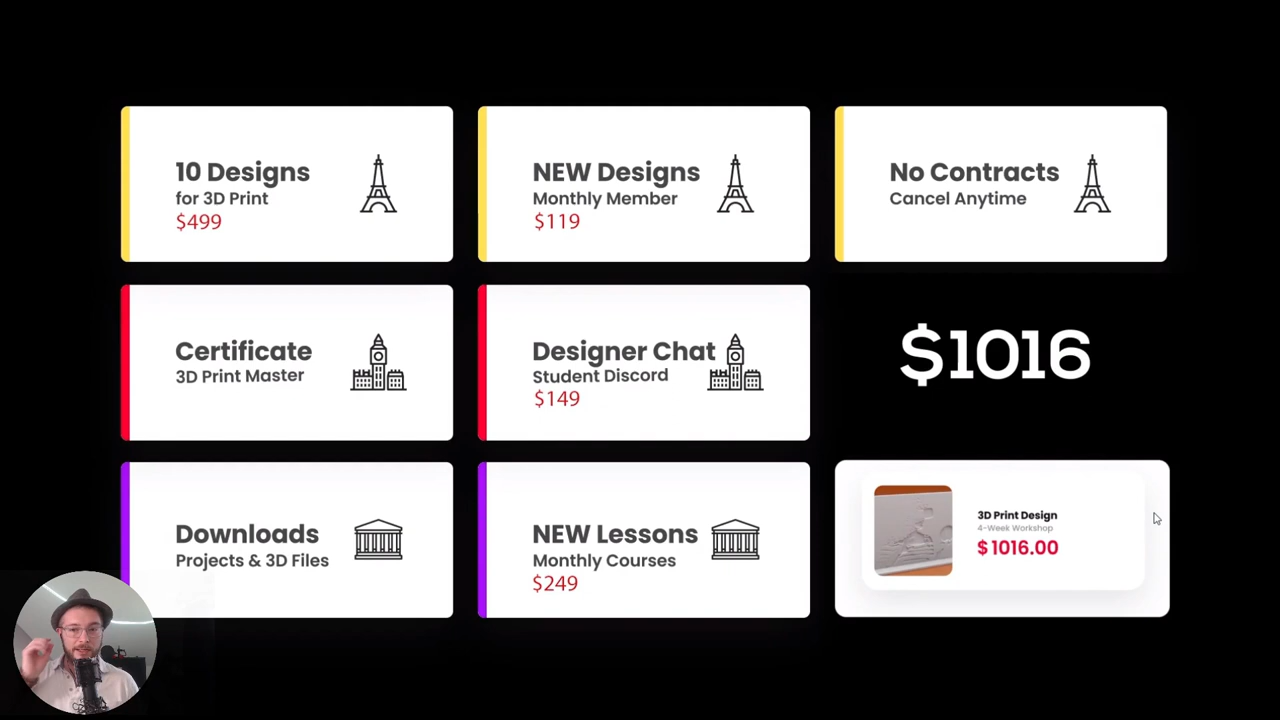 10 Designs
for 3D Print
$499
NEW Designs
Monthly Member
$119
No Contracts
Cancel Anytime
Certificate
3D Print Master
Designer Chat
Student Discord
$149
$1016
Downloads
Projects & 3D Files
NEW Lessons
Monthly Courses
$249
3D Print Design
4-Week Workshop
$1016.00